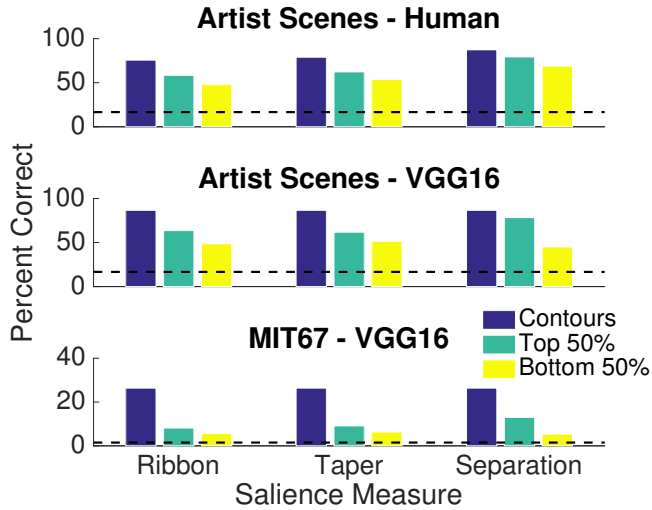 Artist Scenes - Human
100
50
0
Artist Scenes - VGG16
100
50
0
Percent Correct
MIT67 - VGG16
Contours
Top 50%
Bottom 50%
40
20
0
Ribbon Taper Separation
Salience Measure